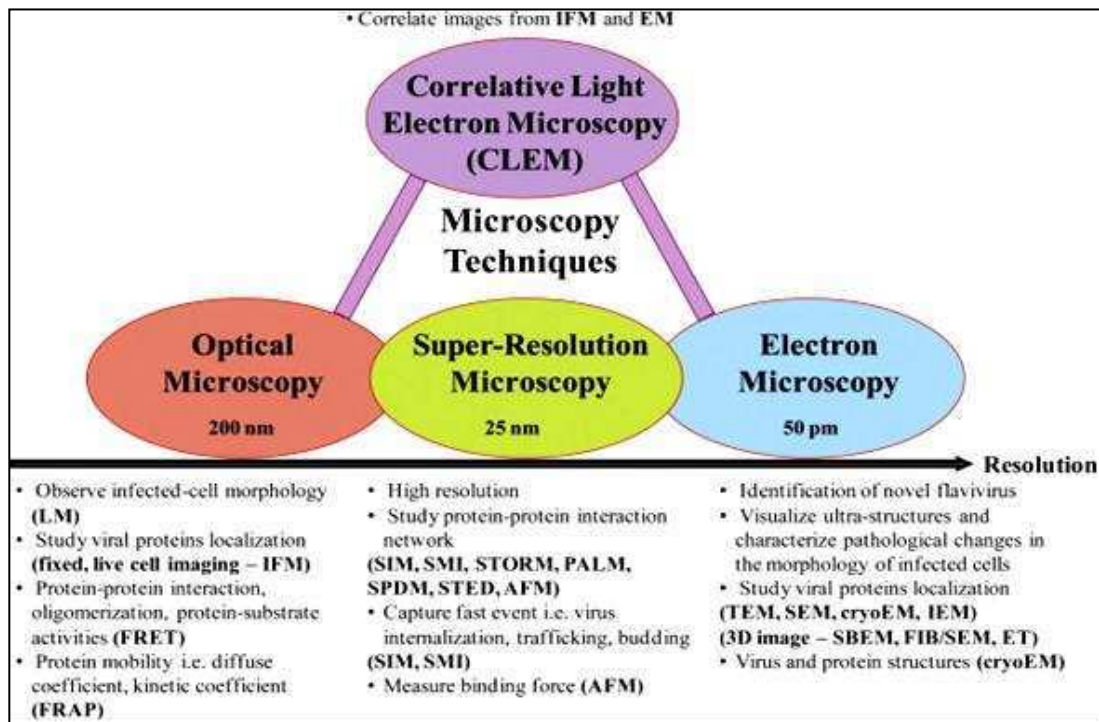 • Correlate images from IFM and EM
Correlative Light
Electron Microscopy
(CLEM)
Microscopy
Techniques
Optical
Microscopy
200 nm
Super-Resolution
Microscopy
25 nm
Electron
Microscopy
50 pm
Resolution
• Observe infected-cell morphology
(LM)
• Study viral proteins localization
(fixed, live cell imaging – IFM)
• Protein-protein interaction,
oligomerization, protein-substrate
activities (FRET)
• Protein mobility i.e. diffuse
coefficient, kinetic coefficient
(FRAP)
• High resolution
• Study protein-protein interaction
network
(SIM, SMI, STORM, PALM,
SPDM, STED, AFM)
• Capture fast event i.e. virus
internalization, trafficking, budding
(SIM, SMI)
• Measure binding force (AFM)
• Identification of novel flavivirus
• Visualize ultra-structures and
characterize pathological changes in
the morphology of infected cells
• Study viral proteins localization
(TEM, SEM, cryoEM, IEM)
(3D image – SBEM, FIB/SEM, ET)
• Virus and protein structures (cryoEM)